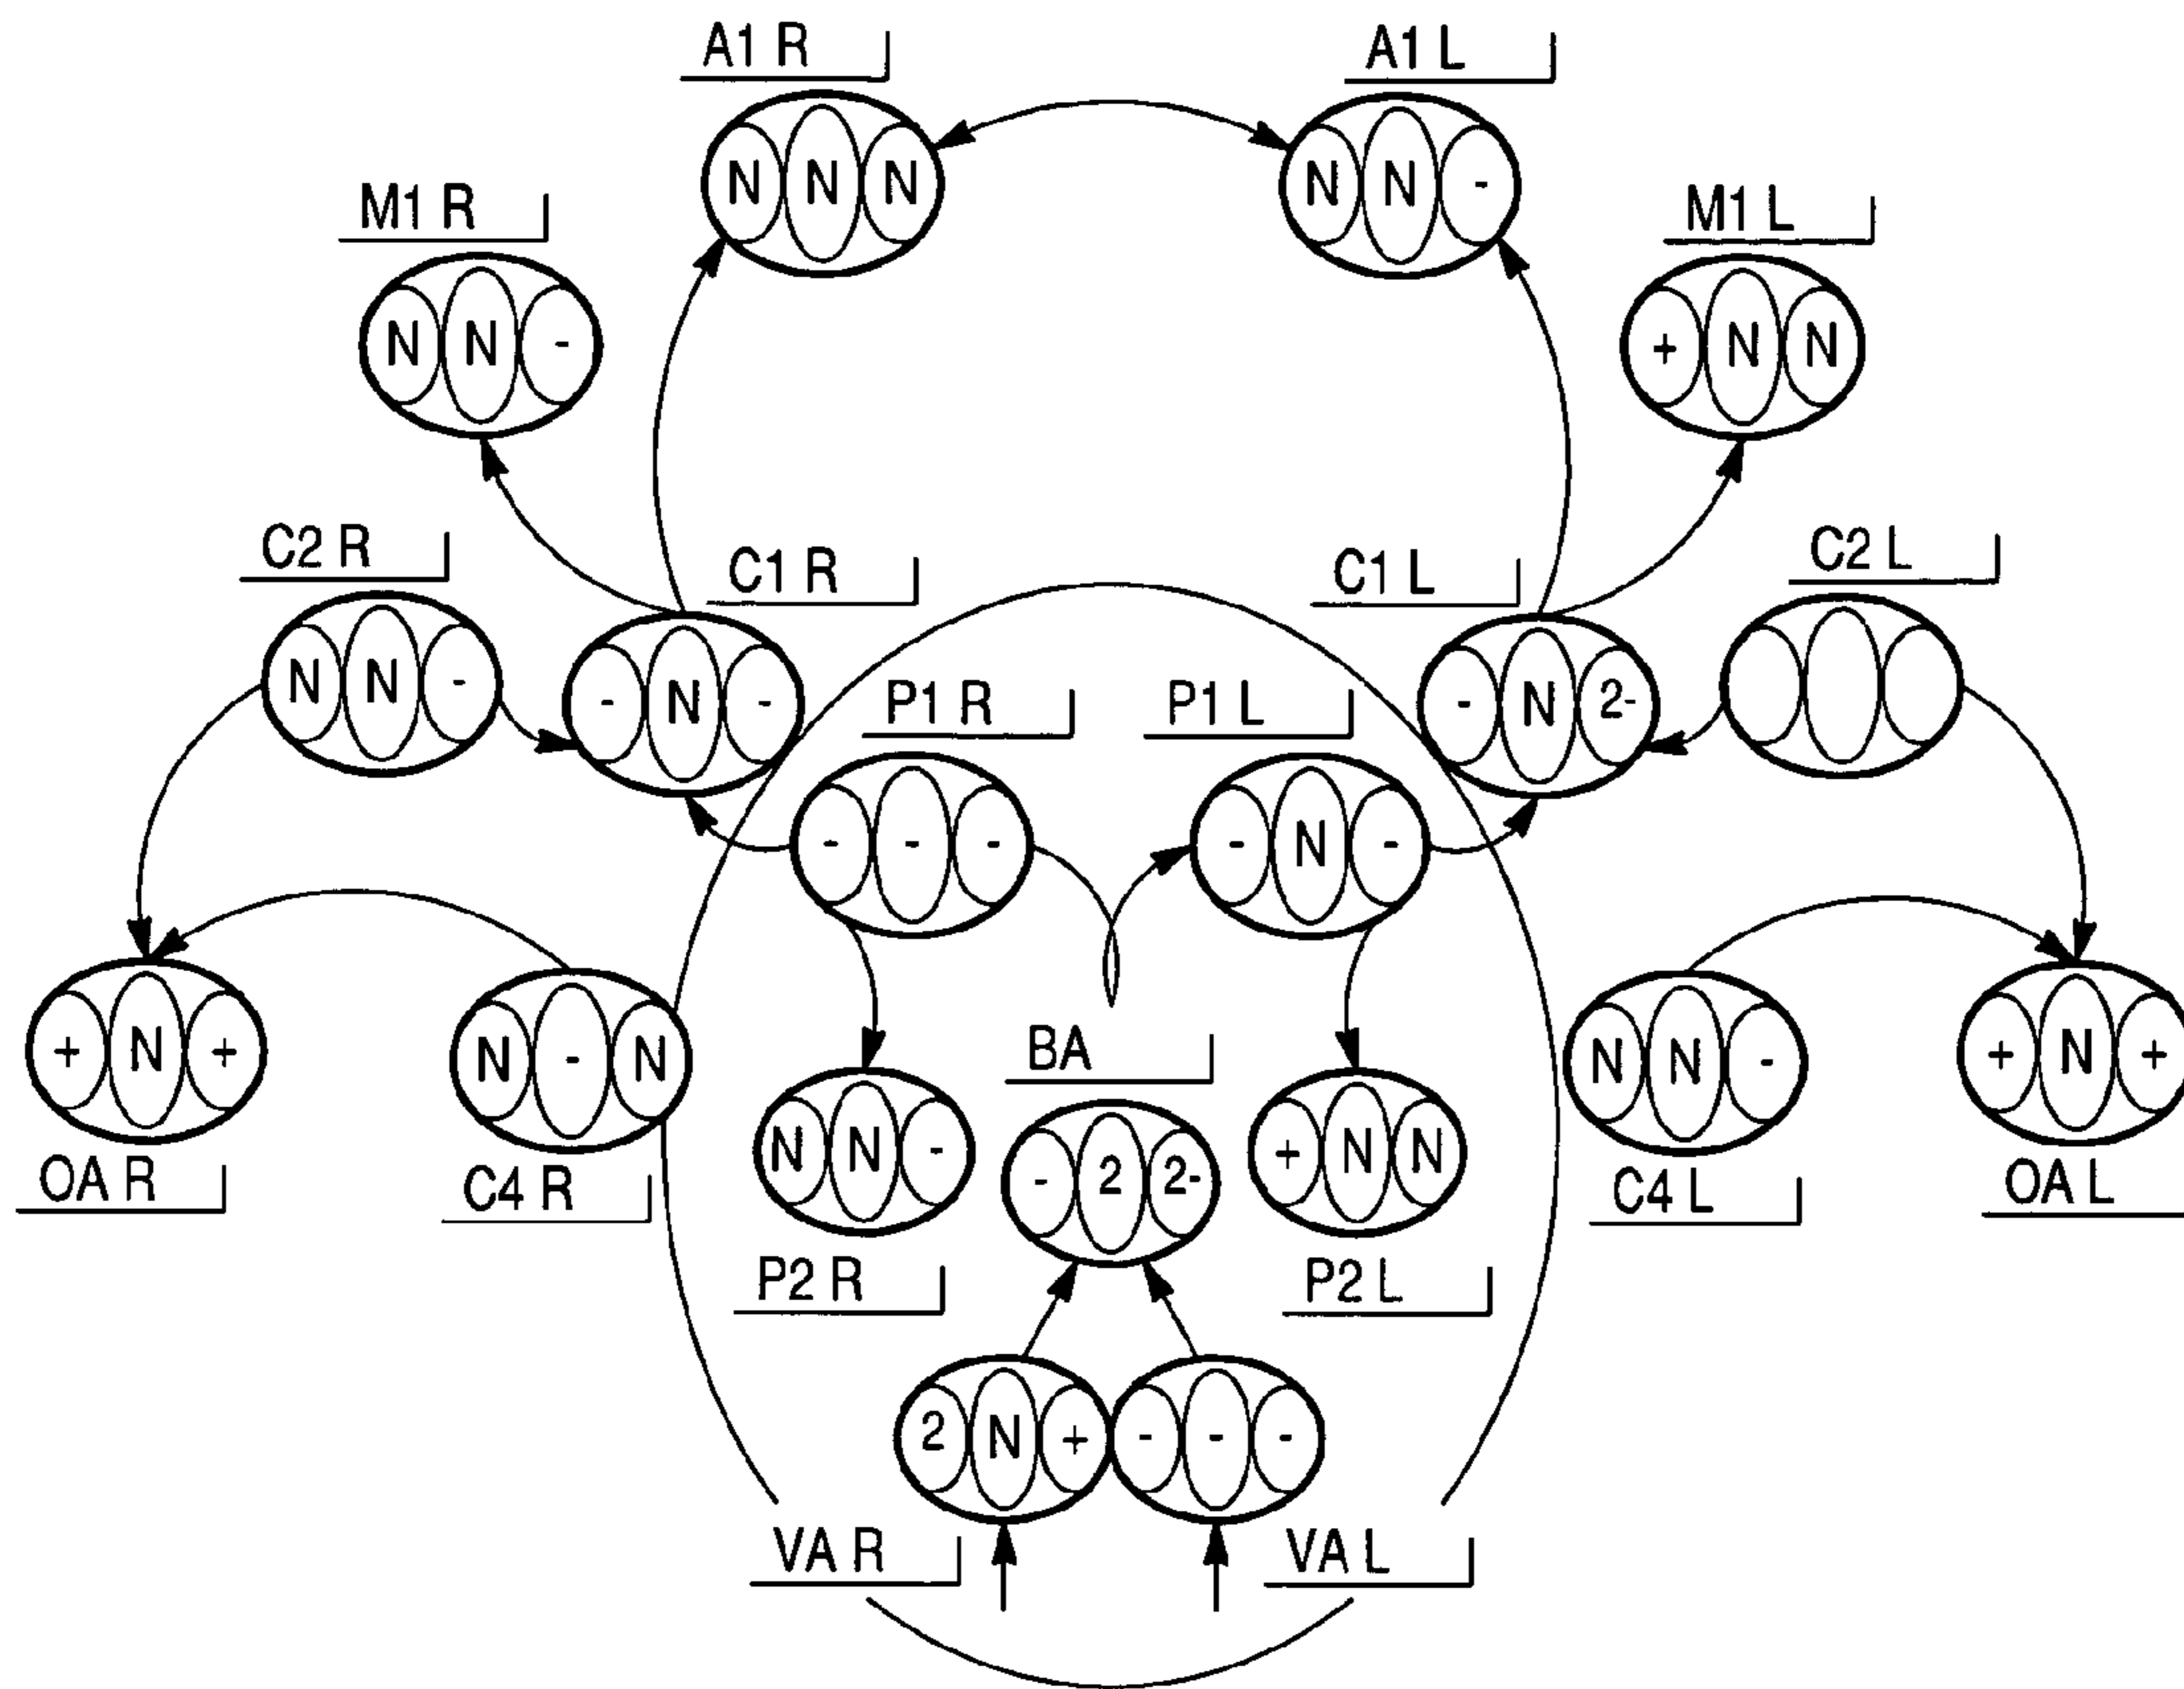 A1 R
A1 L
N N N
N N -
M1 R
M1 L
N N -
+ N N
C2 R
C1 R
C1 L
C2 L
N N -
- N -
P1 R
P1 L
- N 2-
- - -
- N -
+ N +
N - N
BA
N N -
+ N +
OA R
C4 R
N N -
- 2 2-
+ N N
C4 L
OA L
P2 R
P2 L
2 N +
- - -
VA R
VA L